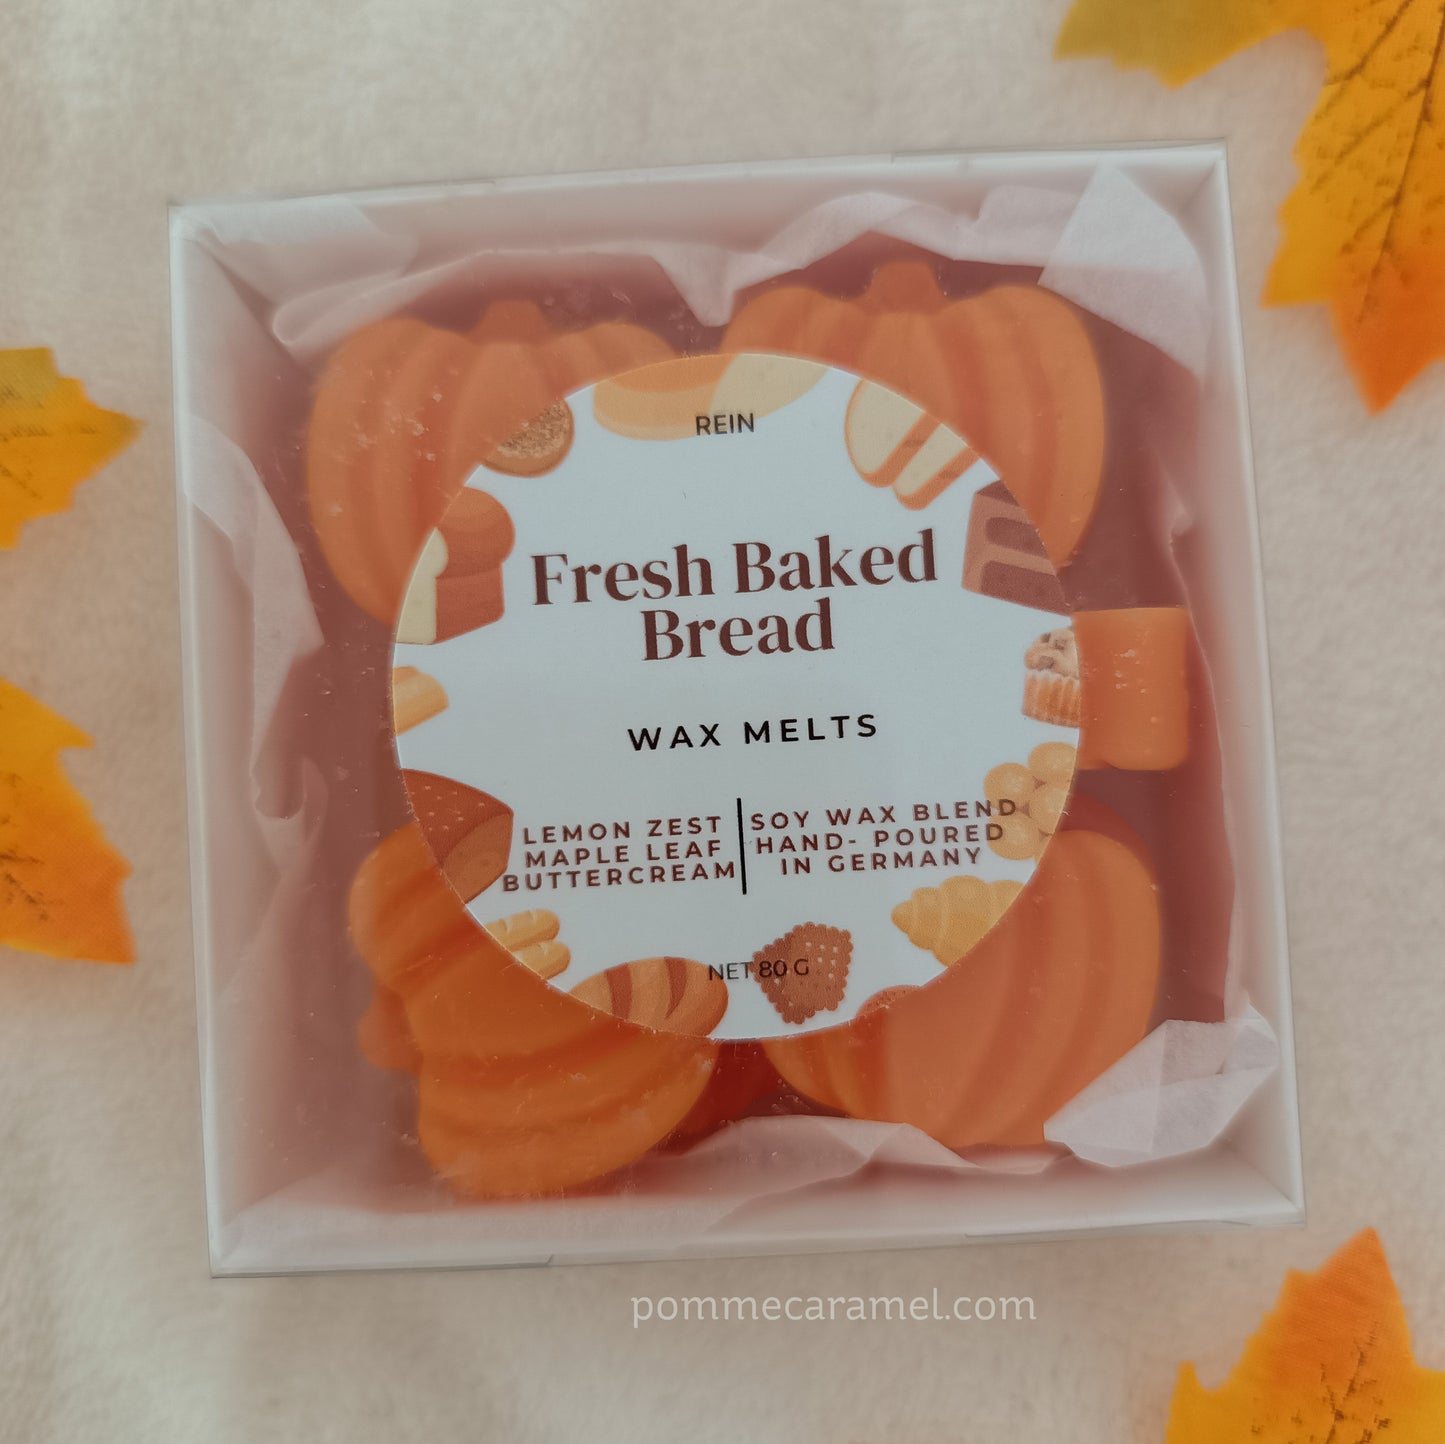 REIN
Fresh Baked
Bread
WAX MELTS
LEMON ZEST
MAPLE LEAF
BUTTERCREAM
SOY WAX BLEND
HAND- POURED
IN GERMANY
NET 80 G
pommecaramel.com